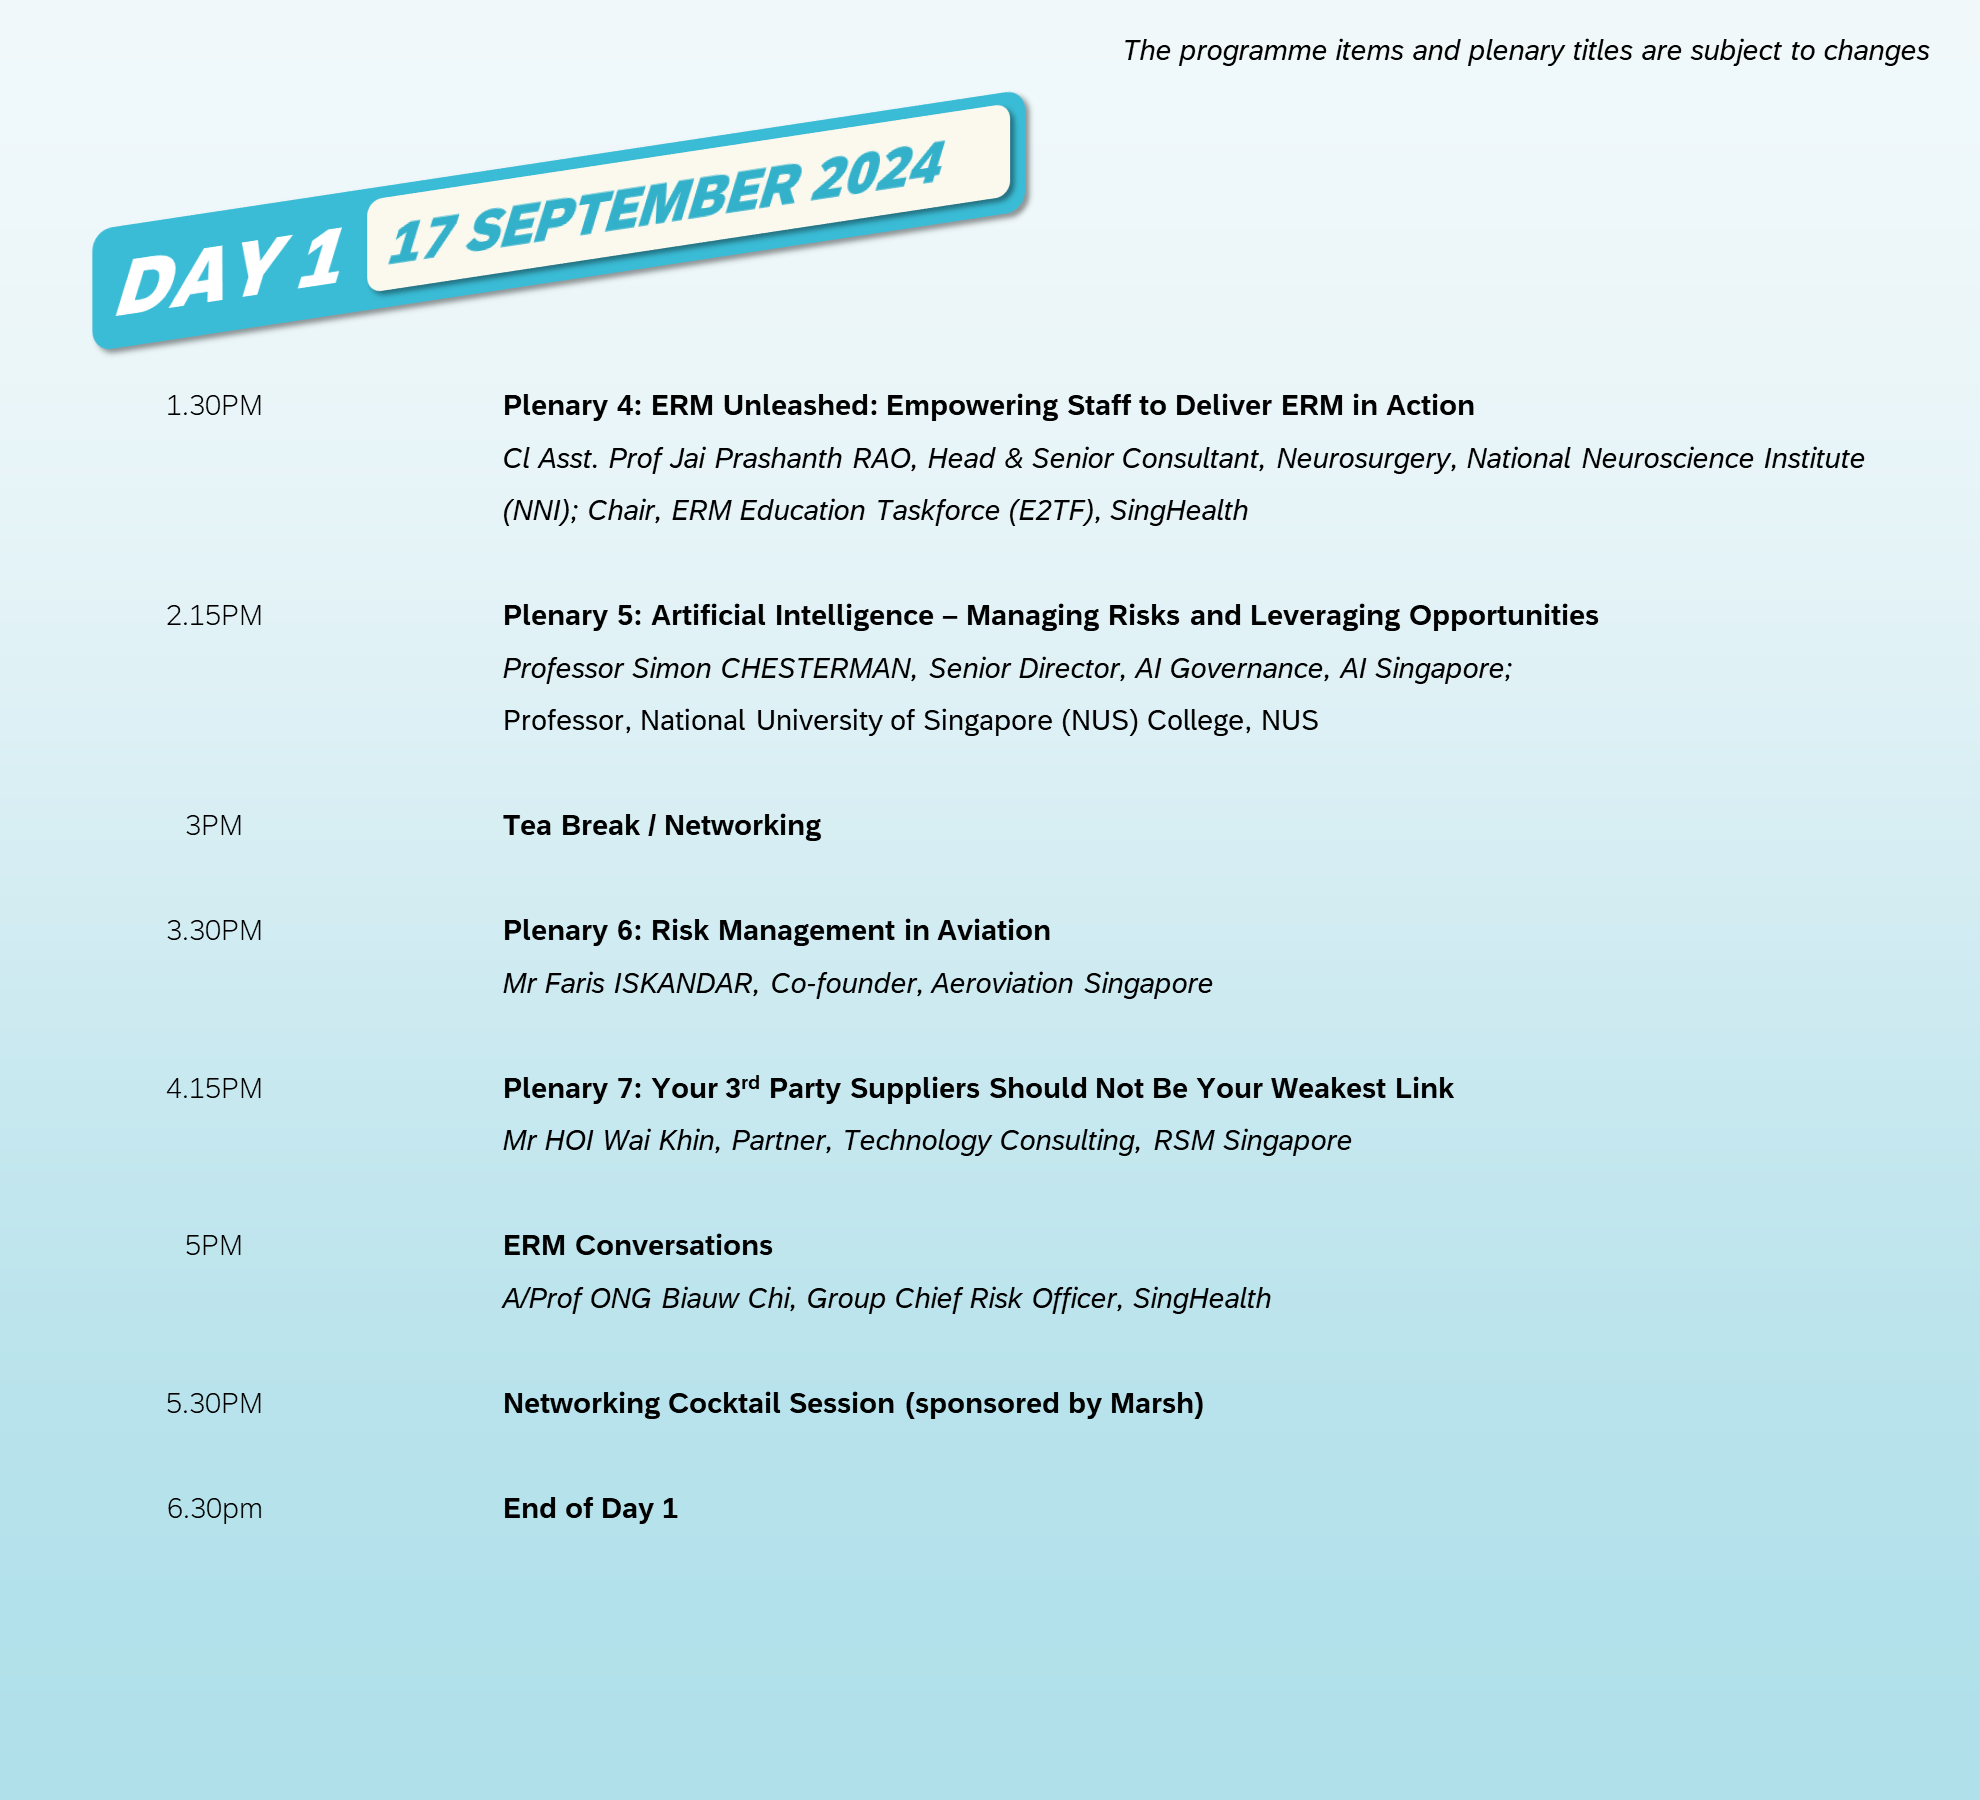 The programme items and plenary titles are subject to changes
DAY 1 17 SEPTEMBER 2024
1.30PM Plenary 4: ERM Unleashed: Empowering Staff to Deliver ERM in Action
Cl Asst. Prof Jai Prashanth RAO, Head & Senior Consultant, Neurosurgery, National Neuroscience Institute
(NNI); Chair, ERM Education Taskforce (E2TF), SingHealth
2.15PM Plenary 5: Artificial Intelligence – Managing Risks and Leveraging Opportunities
Professor Simon CHESTERMAN, Senior Director, AI Governance, AI Singapore;
Professor, National University of Singapore (NUS) College, NUS
3PM Tea Break / Networking
3.30PM Plenary 6: Risk Management in Aviation
Mr Faris ISKANDAR, Co-founder, Aeroviation Singapore
4.15PM Plenary 7: Your 3rd Party Suppliers Should Not Be Your Weakest Link
Mr HOI Wai Khin, Partner, Technology Consulting, RSM Singapore
5PM ERM Conversations
A/Prof ONG Biauw Chi, Group Chief Risk Officer, SingHealth
5.30PM Networking Cocktail Session (sponsored by Marsh)
6.30pm End of Day 1